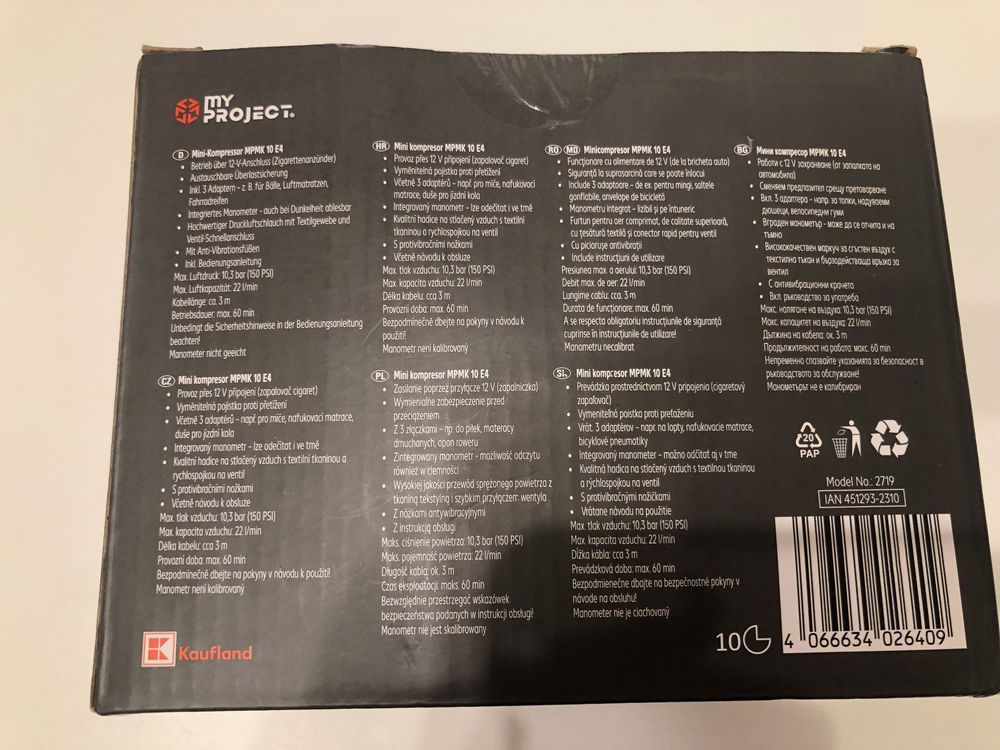 MY
PROJECT.
D Mini-Kompressor MPMK 10 E4
• Betrieb über 12-V-Anschluss (Zigarettenanzünder)
• Austauschbare Überlastsicherung
• Inkl. 3 Adaptern – z. B. für Bälle, Luftmatratzen,
Fahrradreifen
• Integriertes Manometer - auch bei Dunkelheit ablesbar
• Hochwertiger Druckluftschlauch mit Textilgewebe und
Ventil-Schnellanschluss
• Mit Anti-Vibrationsfüßen
• Inkl. Bedienungsanleitung
Max. Luftdruck: 10,3 bar (150 PSI)
Max. Luftkapazität: 22 l/min
Kabellänge: ca. 3 m
Betriebsdauer: max. 60 min
Unbedingt die Sicherheitshinweise in der Bedienungsanleitung
beachten!
Manometer nicht geeicht
CZ Mini kompresor MPMK 10 E4
• Provoz přes 12 V připojení (zapalovač cigaret)
• Vyměnitelná pojistka proti přetížení
• Včetně 3 adaptérů – např. pro míče, nafukovací matrace,
duše pro jízdní kola
• Integrovaný manometr – lze odečítat i ve tmě
• Kvalitní hadice na stlačený vzduch s textilní tkaninou a
rychlospojkou na ventil
• S protivibračními nožkami
• Včetně návodu k obsluze
Max. tlak vzduchu: 10,3 bar (150 PSI)
Max. kapacita vzduchu: 22 l/min
Délka kabelu: cca 3 m
Provozní doba: max. 60 min
Bezpodmínečně dbejte na pokyny v návodu k použití!
Manometr není kalibrovaný
HR Mini kompresor MPMK 10 E4
• Provoz přes 12 V připojení (zapalovač cigaret)
• Vyměnitelná pojistka proti přetížení
• Včetně 3 adaptérů – např. pro míče, nafukovací
matrace, duše pro jízdní kola
• Integrovaný manometr – lze odečítat i ve tmě
• Kvalitní hadice na stlačený vzduch s textilní
tkaninou a rychlospojkou na ventil
• S protivibračními nožkami
• Včetně návodu k obsluze
Max. tlak vzduchu: 10,3 bar (150 PSI)
Max. kapacita vzduchu: 22 l/min
Délka kabelu: cca 3 m
Provozní doba: max. 60 min
Bezpodmínečně dbejte na pokyny v návodu k
použití!
Manometr není kalibrovaný
PL Mini kompresor MPMK 10 E4
• Zasilanie poprzez przyłącze 12 V (zapalniczka)
• Wymienialne zabezpieczenie przed
przeciążeniem
• Z 3 złączkami – np. do piłek, materacy
dmuchanych, opon roweru
• Zintegrowany manometr - możliwość odczytu
również w ciemności
• Wysokiej jakości przewód sprężonego powietrza z
tkaniną tekstylną i szybkim przyłączem: wentyla
• Z nóżkami antywibracyjnymi
• Z instrukcją obsługi
Maks. ciśnienie powietrza: 10,3 bar (150 PSI)
Maks. pojemność powietrza: 22 l/min
Długość kabla: ok. 3 m
Czas eksploatacji: maks. 60 min
Bezwzględnie przestrzegać wskazówek
bezpieczeństwa podanych w instrukcji obsługi!
Manometr nie jest skalibrowany
RO MD Minicompresor MPMK 10 E4
• Funcționare cu alimentare de 12 V (de la bricheta auto)
• Siguranță la suprasarcină care se poate înlocui
• Include 3 adaptoare – de ex. pentru mingi, saltele
gonflabile, anvelope de bicicletă
• Manometru integrat – lizibil și pe întuneric
• Furtun pentru aer comprimat, de calitate superioară,
cu țesătură textilă și conector rapid pentru ventil
• Cu piciorușe antivibrații
• Include instrucțiuni de utilizare
Presiunea max. a aerului: 10,3 bar (150 PSI)
Debit max. de aer: 22 l/min
Lungime cablu: cca. 3 m
Durata de funcționare: max. 60 min
A se respecta obligatoriu instrucțiunile de siguranță
cuprinse în instrucțiunile de utilizare!
Manometru necalibrat
Mini kompresor MPMK 10 E4
• Prevádzka prostredníctvom 12 V pripojenia (cigaretový
zapaľovač)
• Vymeniteľná poistka proti preťaženiu
• Vrát. 3 adaptérov – napr. na lopty, nafukovacie matrace,
bicyklové pneumatiky
• Integrovaný manometer – možno odčítať aj v tme
• Kvalitná hadica na stlačený vzduch s textilnou tkaninou
a rýchlospojkou na ventil
• S protivibračnými nožičkami
• Vrátane návodu na použitie
Max. tlak vzduchu: 10,3 bar (150 PSI)
Max. kapacita vzduchu: 22 l/min
Dĺžka kábla: cca 3 m
Prevádzková doba: max. 60 min
Bezpodmienečne dbajte na bezpečnostné pokyny v
návode na obsluhu!
Manometer nie je ciachovaný
BG Мини компресор MPMK 10 E4
• Работи с 12 V захранване (от запалката на
автомобила)
• Сменяем предпазител срещу претоварване
• Вкл. 3 адаптера - напр. за топки, надуваеми
дюшеци, велосипедни гуми
• Вграден манометър - може да се отчита и на
тъмно
• Висококачествен маркуч за сгъстен въздух с
текстилна тъкан и бързодействаща връзка за
вентил
• С антивибрационни крачета
• Вкл. ръководство за употреба
Макс. налягане на въздуха: 10,3 bar (150 PSI)
Макс. капацитет на въздуха: 22 l/min
Дължина на кабела: ок. 3 m
Продължителност на работа: макс. 60 min
Непременно спазвайте указанията за безопасност в
ръководството за обслужване!
Манометърът не е калибриран
20
PAP
Model No.: 2719
IAN 451293-2310
10
4 066634 026409
K Kaufland